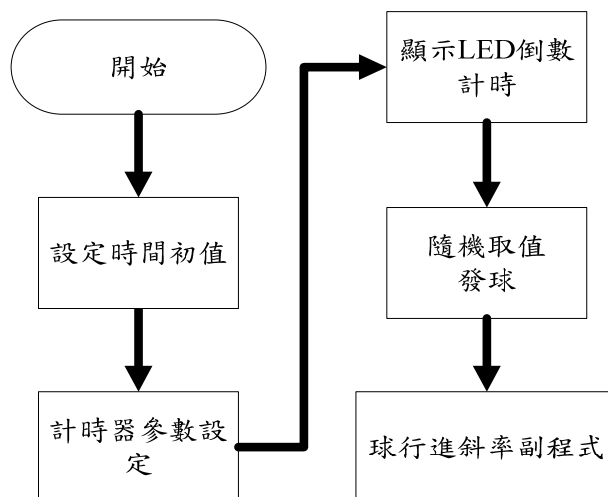 開始
設定時間初值
計時器參數設
定
顯示LED倒數
計時
隨機取值
發球
球行進斜率副程式